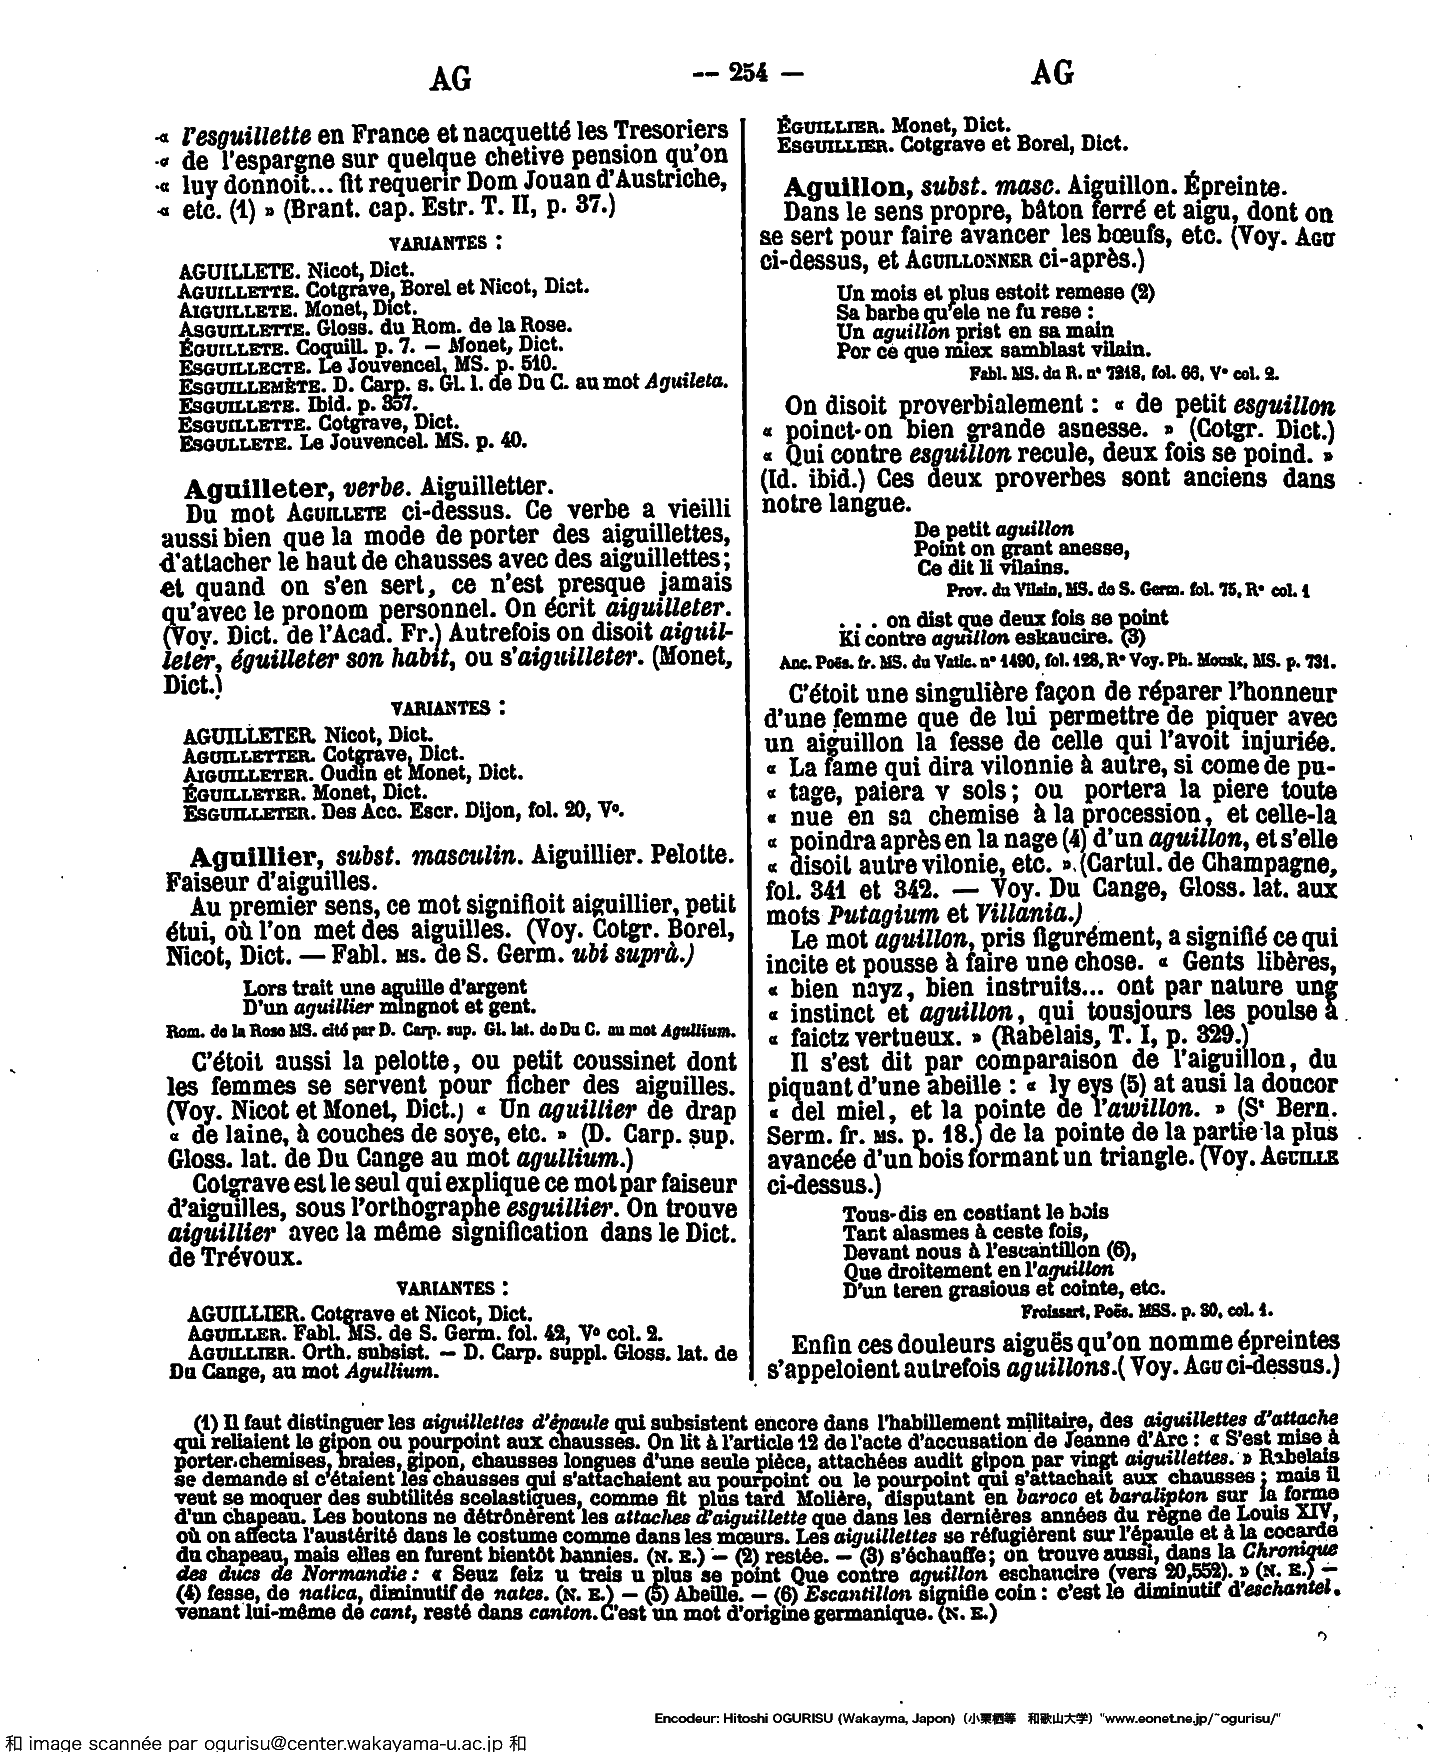 AG
-- 254 —
AG
« l'esguillette en France et nacquetté les Tresoriers
« de l'espargne sur quelque chetive pension qu'on
« luy donnoit... fit requerir Dom Jouan d'Austriche,
« etc. (1) » (Brant. cap. Estr. T. II, p. 37.)
VARIANTES :
AGUILLETE. Nicot, Dict.
AGUILLETTE. Cotgrave, Borel et Nicot, Dict.
AIGUILLETE. Monet, Dict.
ASGUILLETTE. Gloss. du Rom. de la Rose.
ÉGUILLETE. Coquill. p. 7. — Monet, Dict.
ESGUILLECTE. Le Jouvencel, MS. p. 510.
ESGUILLEMÈTE. D. Carp. s. Gl. l. de Du C. au mot Aguileta.
ESGUILLETE. Ibid. p. 357.
ESGUILLETTE. Cotgrave, Dict.
ESGULLETE. Le Jouvencel. MS. p. 40.
Aguilleter, verbe. Aiguilletter.
Du mot AGUILLETE ci-dessus. Ce verbe a vieilli
aussi bien que la mode de porter des aiguillettes,
d'attacher le haut de chausses avec des aiguillettes ;
et quand on s'en sert, ce n'est presque jamais
qu'avec le pronom personnel. On écrit aiguilleter.
(Voy. Dict. de l'Acad. Fr.) Autrefois on disoit aiguil-
leter, éguilleter son habit, ou s'aiguilleter. (Monet,
Dict.)
VARIANTES :
AGUILLETER. Nicot, Dict.
AGUILLETTER. Cotgrave, Dict.
AIGUILLETER. Oudin et Monet, Dict.
ÉGUILLETER. Monet, Dict.
ESGUILLETER. Des Acc. Escr. Dijon, fol. 20, V°.
Aguillier, subst. masculin. Aiguillier. Pelotte.
Faiseur d'aiguilles.
Au premier sens, ce mot signifioit aiguillier, petit
étui, où l'on met des aiguilles. (Voy. Cotgr. Borel,
Nicot, Dict. — Fabl. MS. de S. Germ. ubi suprà.)
Lors trait une aguille d'argent
D'un aguillier mingnot et gent.
Rom. de la Rose MS. cité par D. Carp. sup. Gl. lat. de Du C. au mot Agullium.
C'étoit aussi la pelotte, ou petit coussinet dont
les femmes se servent pour ficher des aiguilles.
(Voy. Nicot et Monet, Dict.) « Un aguillier de drap
« de laine, à couches de soye, etc. » (D. Carp. sup.
Gloss. lat. de Du Cange au mot agullium.)
Cotgrave est le seul qui explique ce mot par faiseur
d'aiguilles, sous l'orthographe esguillier. On trouve
aiguillier avec la même signification dans le Dict.
de Trévoux.
VARIANTES :
AGUILLIER. Cotgrave et Nicot, Dict.
AGUILLER. Fabl. MS. de S. Germ. fol. 42, V° col. 2.
AGUILLIER. Orth. subsist. — D. Carp. suppl. Gloss. lat. de
Du Cange, au mot Agullium.
ÉGUILLIER. Monet, Dict.
ESGUILLIER. Cotgrave et Borel, Dict.
Aguillon, subst. masc. Aiguillon. Épreinte.
Dans le sens propre, bâton ferré et aigu, dont on
se sert pour faire avancer les bœufs, etc. (Voy. AGU
ci-dessus, et AGUILLONNER ci-après.)
Un mois et plus estoit remese (2)
Sa barbe qu'ele ne fu rese :
Un aguillon prist en sa main
Por ce que miex samblast vilain.
Fabl. MS. du R. n° 7218, fol. 66, V° col. 2.
On disoit proverbialement : « de petit esguillon
« poinct-on bien grande asnesse. » (Cotgr. Dict.)
« Qui contre esguillon recule, deux fois se poind. »
(Id. ibid.) Ces deux proverbes sont anciens dans
notre langue.
De petit aguillon
Point on grant anesse,
Ce dit li vilains.
Prov. du Vilain, MS. de S. Germ. fol. 75, R° col. 1
. . . on dist que deux fois se point
Ki contre aguillon eskaucire. (3)
Anc. Poës. fr. MS. du Vatic. n° 1490, fol. 128, R° Voy. Ph. Mousk, MS. p. 731.
C'étoit une singulière façon de réparer l'honneur
d'une femme que de lui permettre de piquer avec
un aiguillon la fesse de celle qui l'avoit injuriée.
« La fame qui dira vilonnie à autre, si come de pu-
« tage, paiera v sols ; ou portera la piere toute
« nue en sa chemise à la procession, et celle-la
« poindra après en la nage (4) d'un aguillon, et s'elle
« disoit autre vilonie, etc. » (Cartul. de Champagne,
fol. 341 et 342. — Voy. Du Cange, Gloss. lat. aux
mots Putagium et Villania.)
Le mot aguillon, pris figurément, a signifié ce qui
incite et pousse à faire une chose. « Gents libères,
« bien nayz, bien instruits... ont par nature ung
« instinct et aguillon, qui tousjours les poulse à
« faictz vertueux. » (Rabelais, T. I, p. 329.)
Il s'est dit par comparaison de l'aiguillon, du
piquant d'une abeille : « ly eys (5) at ausi la doucor
« del miel, et la pointe de l'awillon. » (St Bern.
Serm. fr. MS. p. 18.) de la pointe de la partie la plus
avancée d'un bois formant un triangle. (Voy. AGUILLE
ci-dessus.)
Tous-dis en costiant le bois
Tant alasmes à ceste fois,
Devant nous à l'escantillon (6),
Que droitement en l'aguillon
D'un teren grasious et cointe, etc.
Froissart, Poës. MSS. p. 80, col. 1.
Enfin ces douleurs aiguës qu'on nomme épreintes
s'appeloient autrefois aguillons. ( Voy. AGU ci-dessus.)
(1) Il faut distinguer les aiguillettes d'épaule qui subsistent encore dans l'habillement militaire, des aiguillettes d'attache
qui reliaient le gipon ou pourpoint aux chausses. On lit à l'article 12 de l'acte d'accusation de Jeanne d'Arc : « S'est mise à
porter chemises, braies, gipon, chausses longues d'une seule pièce, attachées audit gipon par vingt aiguillettes. » Rabelais
se demande si c'étaient les chausses qui s'attachaient au pourpoint ou le pourpoint qui s'attachait aux chausses ; mais il
veut se moquer des subtilités scolastiques, comme fit plus tard Molière, disputant en baroco et baralipton sur la forme
d'un chapeau. Les boutons ne détrônèrent les attaches d'aiguillette que dans les dernières années du règne de Louis XIV,
où on affecta l'austérité dans le costume comme dans les mœurs. Les aiguillettes se réfugièrent sur l'épaule et à la cocarde
du chapeau, mais elles en furent bientôt bannies. (N. E.) — (2) restée. — (3) s'échauffe ; on trouve aussi, dans la Chronique
des ducs de Normandie : « Seuz feiz u treis u plus se point Que contre aguillon eschaucire (vers 20,552). » (N. E.) —
(4) fesse, de natica, diminutif de nates. (N. E.) — (5) Abeille. — (6) Escantillon signifie coin : c'est le diminutif d'eschantel.
venant lui-même de cant, resté dans canton. C'est un mot d'origine germanique. (N. E.)
Encodeur: Hitoshi OGURISU (Wakayma, Japon) (小栗栖等 和歌山大学) "www.eonet.ne.jp/~ogurisu/"
和 image scannée par ogurisu@center.wakayama-u.ac.jp 和